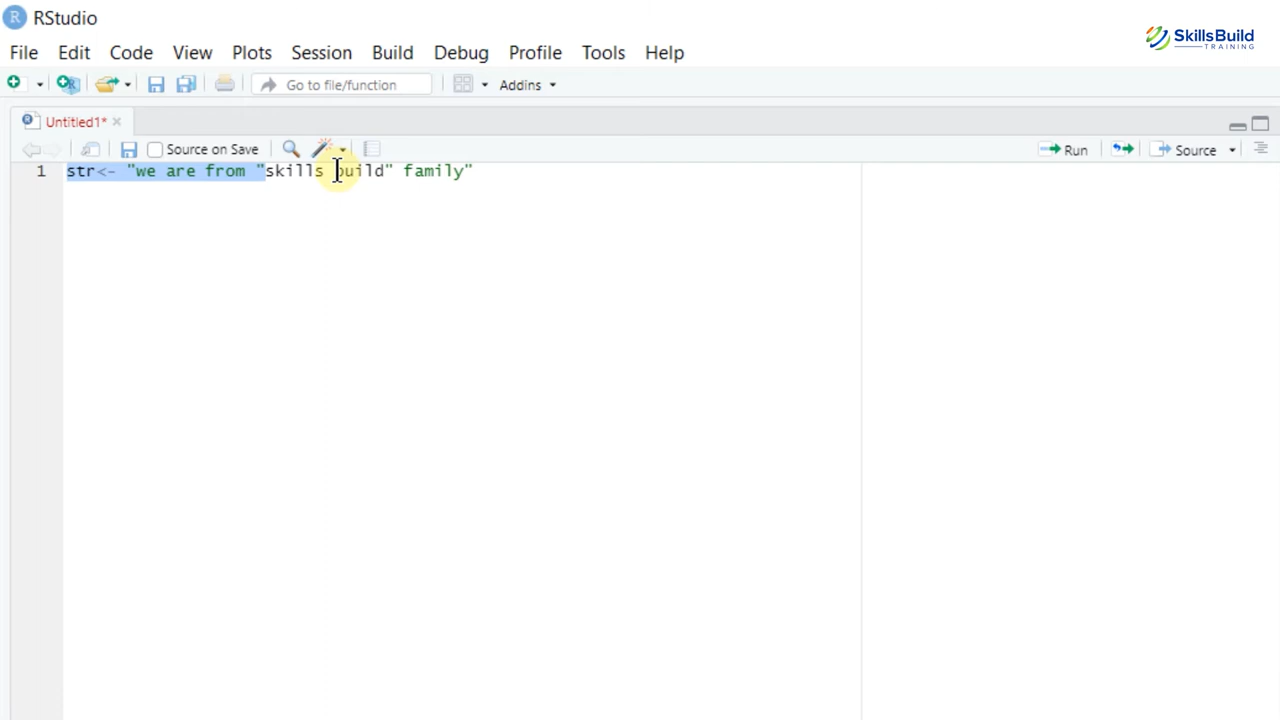 RStudio
SkillsBuild
TRAINING
File Edit Code View Plots Session Build Debug Profile Tools Help
Go to file/function Addins
Untitled1*
Source on Save Run Source
1 str<- "we are from "skills build" family"